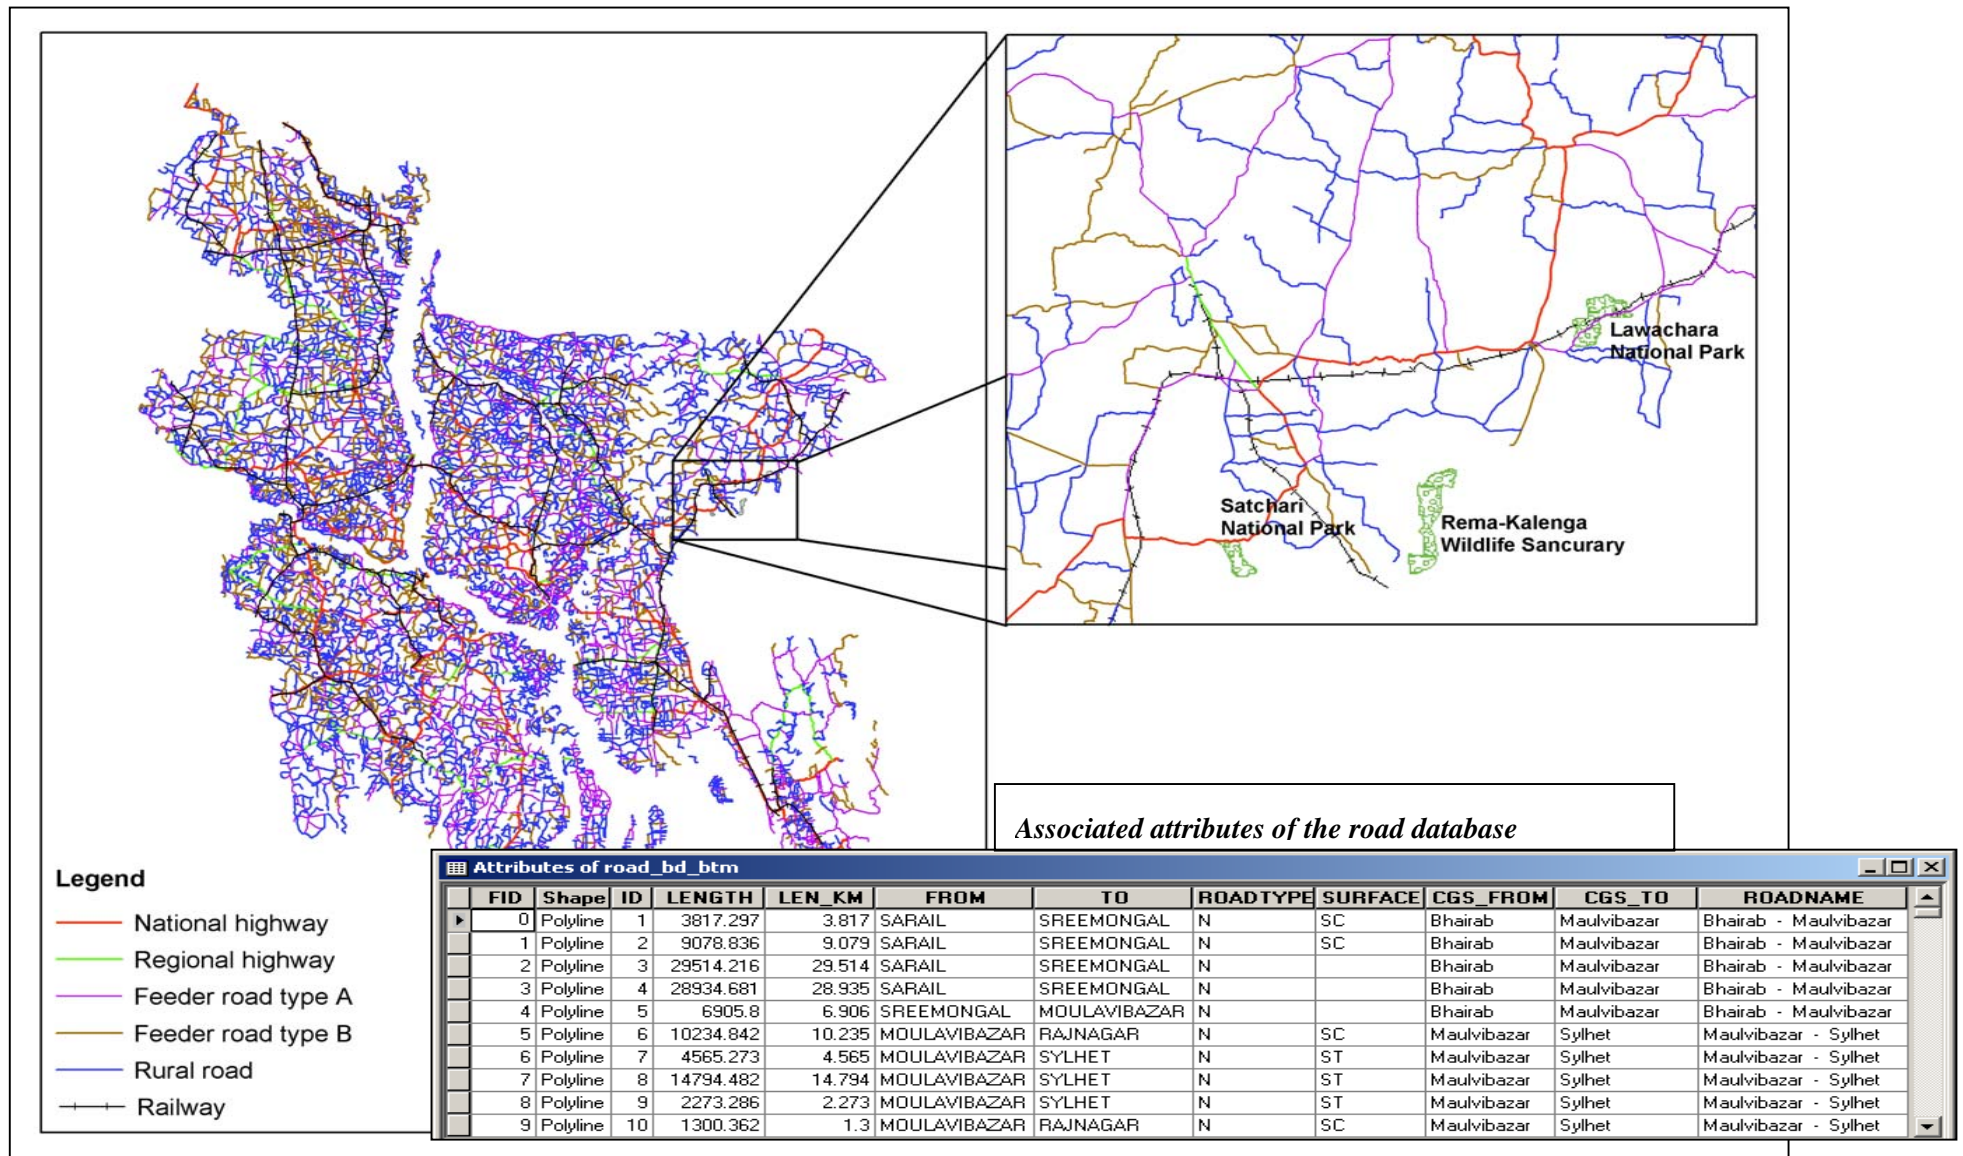 Lawachara
National Park
Satchari
National Park
Rema-Kalenga
Wildlife Sancurary
Associated attributes of the road database
Legend
National highway
Regional highway
Feeder road type A
Feeder road type B
Rural road
Railway
Attributes of road_bd_btm
FID Shape ID LENGTH LEN_KM FROM TO ROADTYPE SURFACE CGS_FROM CGS_TO ROADNAME
0 Polyline 1 3817.297 3.817 SARAIL SREEMONGAL N SC Bhairab Maulvibazar Bhairab - Maulvibazar
1 Polyline 2 9078.836 9.079 SARAIL SREEMONGAL N SC Bhairab Maulvibazar Bhairab - Maulvibazar
2 Polyline 3 29514.216 29.514 SARAIL SREEMONGAL N Bhairab Maulvibazar Bhairab - Maulvibazar
3 Polyline 4 28934.681 28.935 SARAIL SREEMONGAL N Bhairab Maulvibazar Bhairab - Maulvibazar
4 Polyline 5 6905.8 6.906 SREEMONGAL MOULAVIBAZAR N Bhairab Maulvibazar Bhairab - Maulvibazar
5 Polyline 6 10234.842 10.235 MOULAVIBAZAR RAJNAGAR N SC Maulvibazar Sylhet Maulvibazar - Sylhet
6 Polyline 7 4565.273 4.565 MOULAVIBAZAR SYLHET N ST Maulvibazar Sylhet Maulvibazar - Sylhet
7 Polyline 8 14794.482 14.794 MOULAVIBAZAR SYLHET N ST Maulvibazar Sylhet Maulvibazar - Sylhet
8 Polyline 9 2273.286 2.273 MOULAVIBAZAR SYLHET N ST Maulvibazar Sylhet Maulvibazar - Sylhet
9 Polyline 10 1300.362 1.3 MOULAVIBAZAR RAJNAGAR N SC Maulvibazar Sylhet Maulvibazar - Sylhet